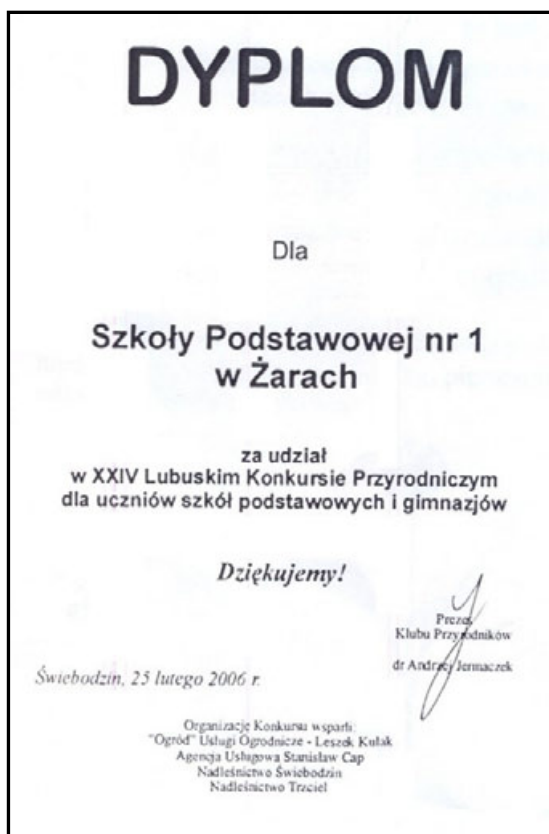 DYPLOM
Dla
Szkoły Podstawowej nr 1
w Żarach
za udział
w XXIV Lubuskim Konkursie Przyrodniczym
dla uczniów szkół podstawowych i gimnazjów
Dziękujemy!
Prezes
Klubu Przyrodników
dr Andrzej Jermaczek
Świebodzin, 25 lutego 2006 r.
Organizację Konkursu wsparli:
"Ogród" Usługi Ogrodnicze - Leszek Kułak
Agencja Usługowa Stanisław Cap
Nadleśnictwo Świebodzin
Nadleśnictwo Trzciel